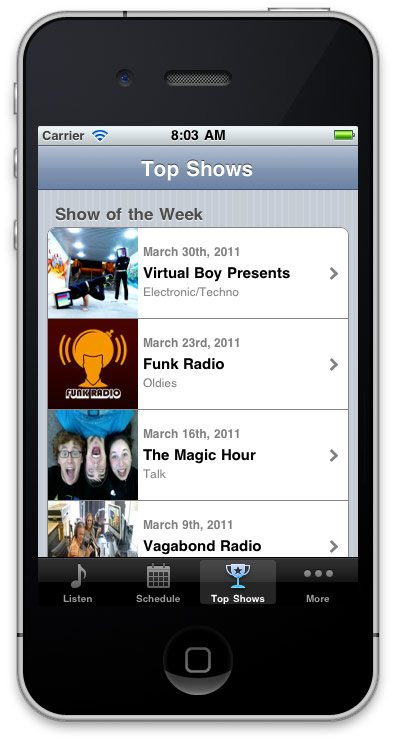 Carrier 8:03 AM
Top Shows
Show of the Week
March 30th, 2011
Virtual Boy Presents
Electronic/Techno
March 23rd, 2011
Funk Radio
Oldies
FUNK RADIO
March 16th, 2011
The Magic Hour
Talk
March 9th, 2011
Vagabond Radio
Listen Schedule Top Shows More